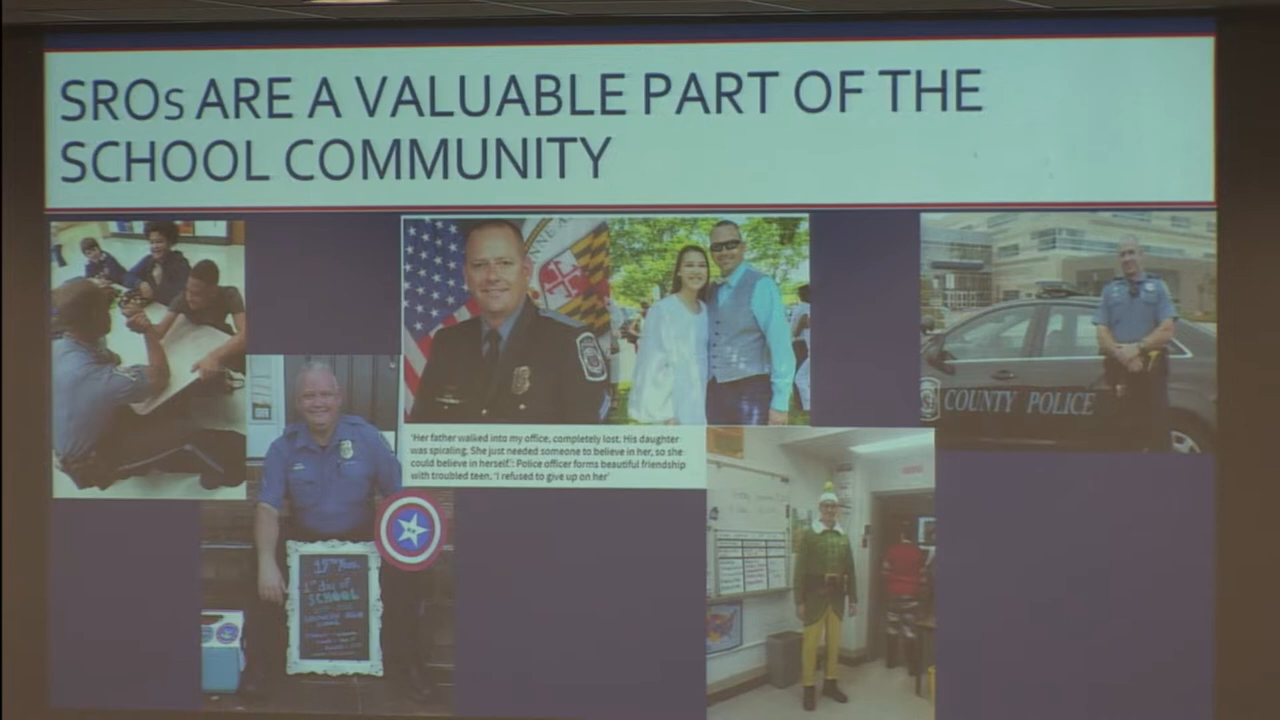 SROs ARE A VALUABLE PART OF THE
SCHOOL COMMUNITY
'Her father walked into my office, completely lost. His daughter
was spiraling. She just needed someone to believe in her, so she
could believe in herself.': Police officer forms beautiful friendship
with troubled teen, 'I refused to give up on her'
COUNTY POLICE
1st day of
SCHOOL